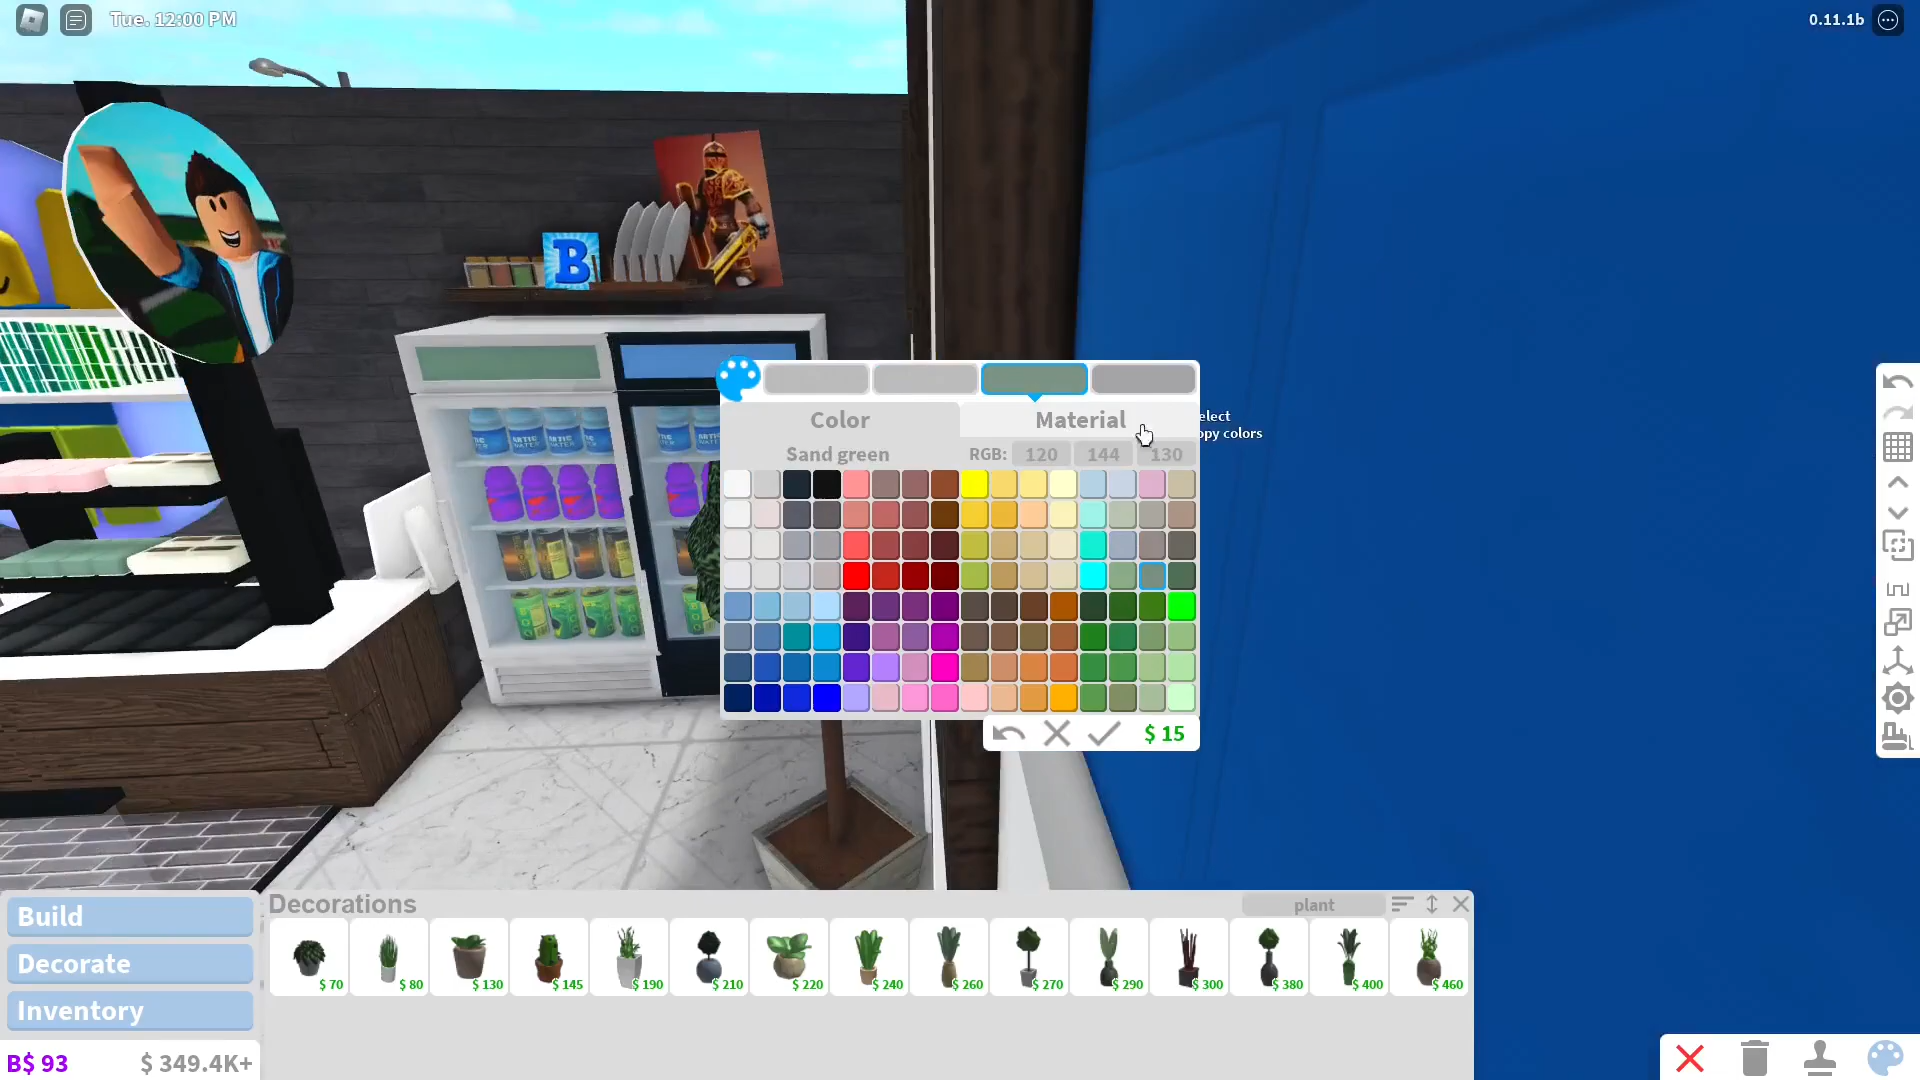 Tue. 12:00 PM
0.11.1b
B
Color
Material
elect
opy colors
Sand green
RGB: 120 144 130
$ 15
Build
Decorate
Inventory
B$ 93
$ 349.4K+
Decorations
plant
$ 70
$ 80
$ 130
$ 145
$ 190
$ 210
$ 220
$ 240
$ 260
$ 270
$ 290
$ 300
$ 380
$ 400
$ 460